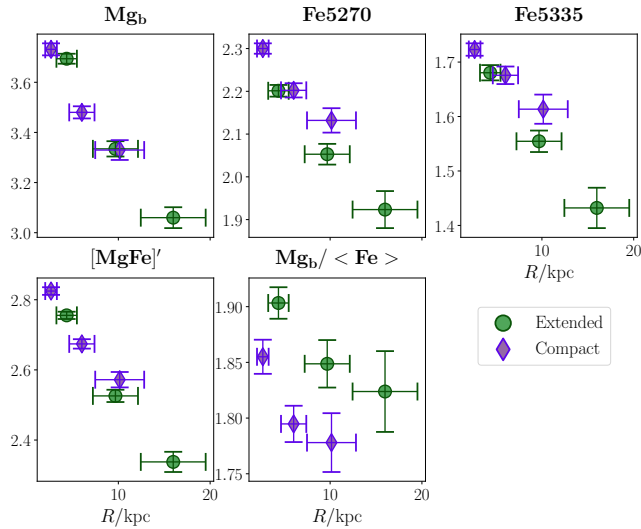 Mg_b
Fe5270
Fe5335
3.6
3.4
3.2
3.0
2.3
2.2
2.1
2.0
1.9
1.7
1.6
1.5
1.4
10
20
R/kpc
[MgFe]′
Mg_b/ < Fe >
2.8
2.6
2.4
10
20
R/kpc
1.90
1.85
1.80
1.75
10
20
R/kpc
Extended
Compact